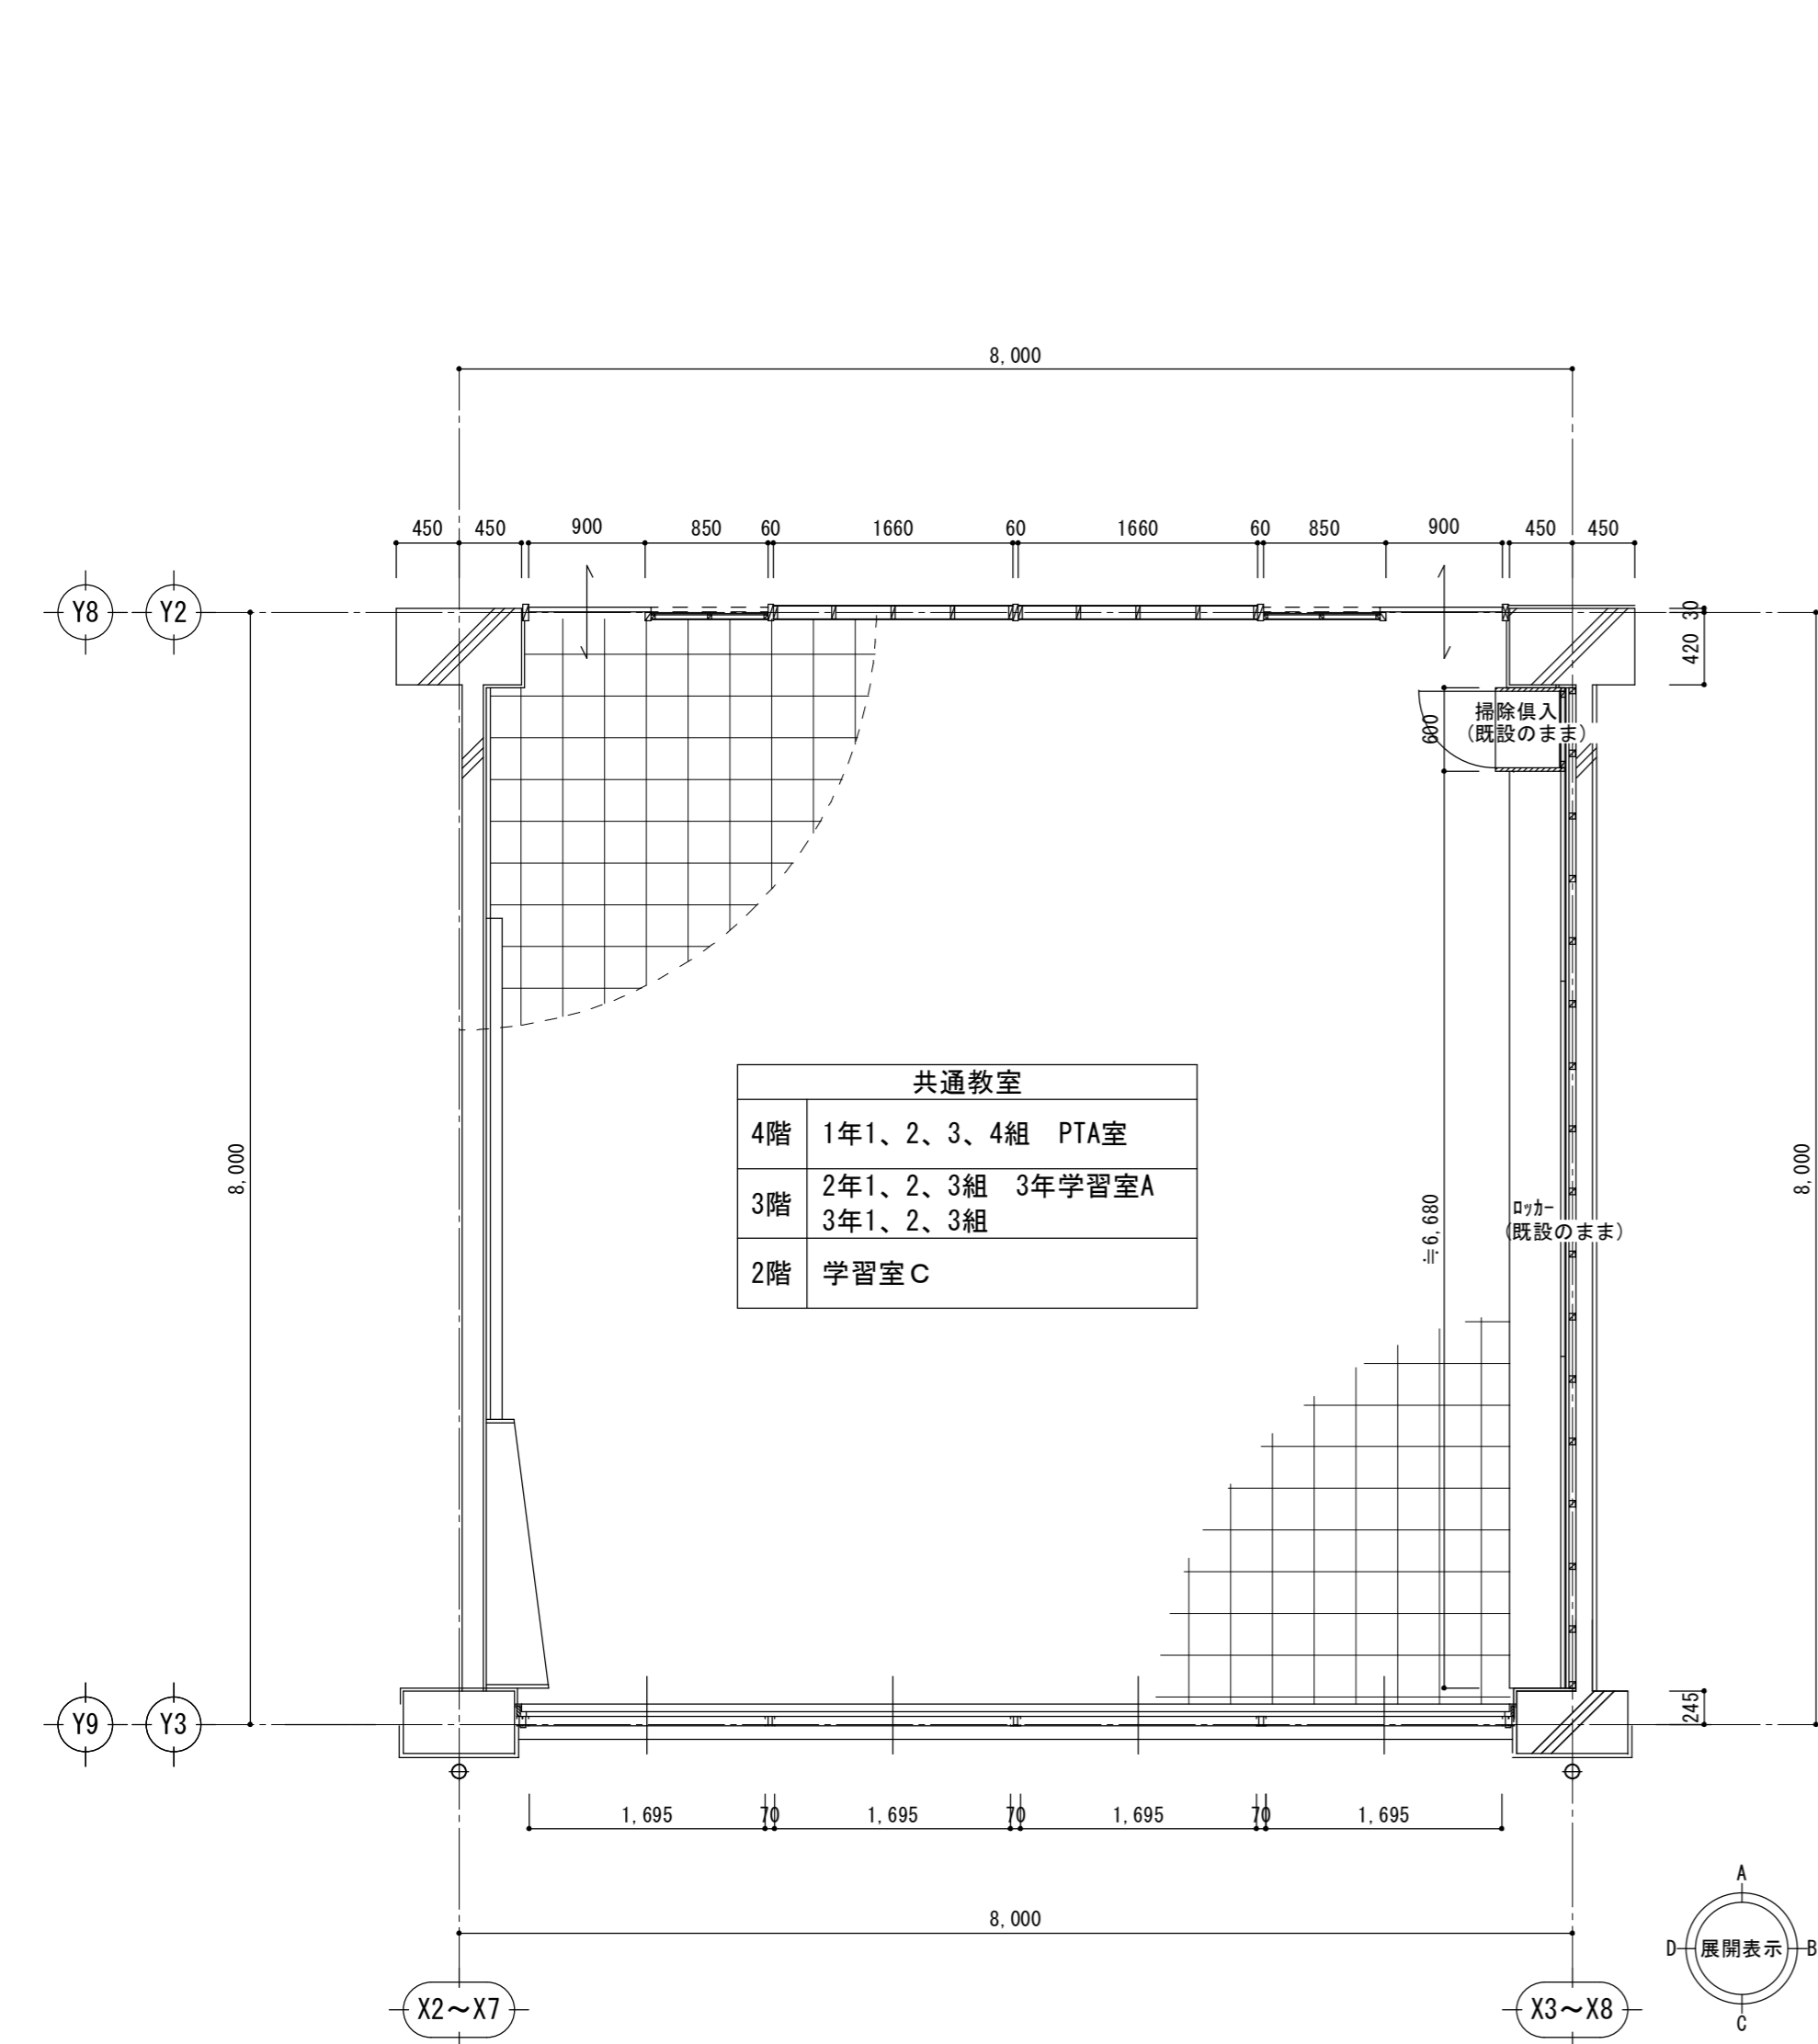 8,000
450 450 900 850 60 1660 60 1660 60 850 900 450 450
Y8 Y2
30
420
掃除倶入
(既設のまま)
600
共通教室
4階 1年1、2、3、4組 PTA室
3階 2年1、2、3組 3年学習室A
3年1、2、3組
2階 学習室C
8,000
≒6,680
ﾛｯｶｰ
(既設のまま)
8,000
Y9 Y3
245
1,695 70 1,695 70 1,695 70 1,695
8,000
A
D 展開表示 B
C
X2～X7 X3～X8